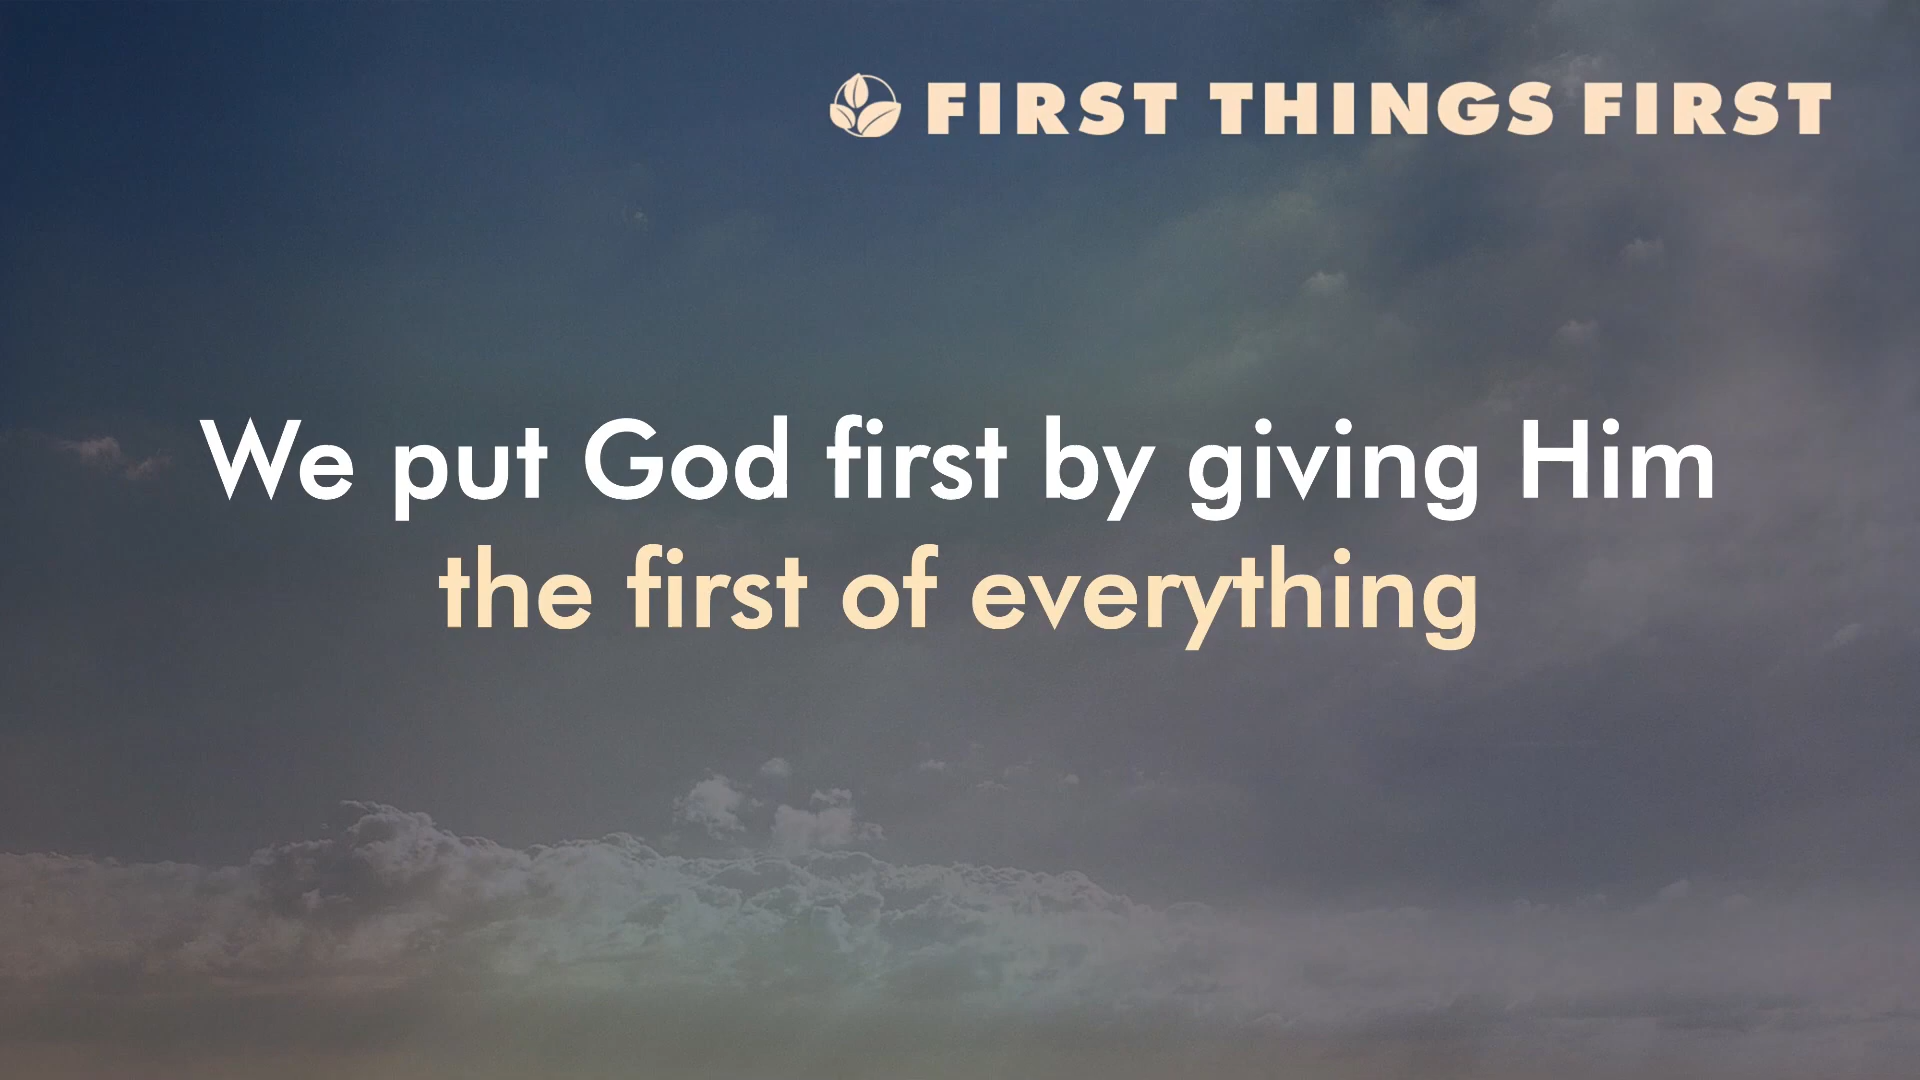 FIRST THINGS FIRST
We put God first by giving Him
the first of everything